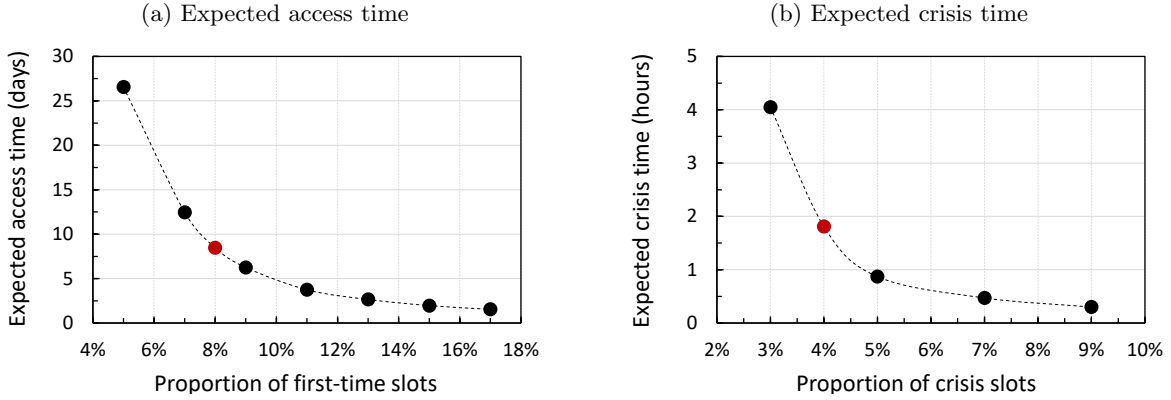 (a) Expected access time
Expected access time (days)
30
25
20
15
10
5
0
4% 6% 8% 10% 12% 14% 16% 18%
Proportion of first-time slots
(b) Expected crisis time
Expected crisis time (hours)
5
4
3
2
1
0
2% 3% 4% 5% 6% 7% 8% 9% 10%
Proportion of crisis slots